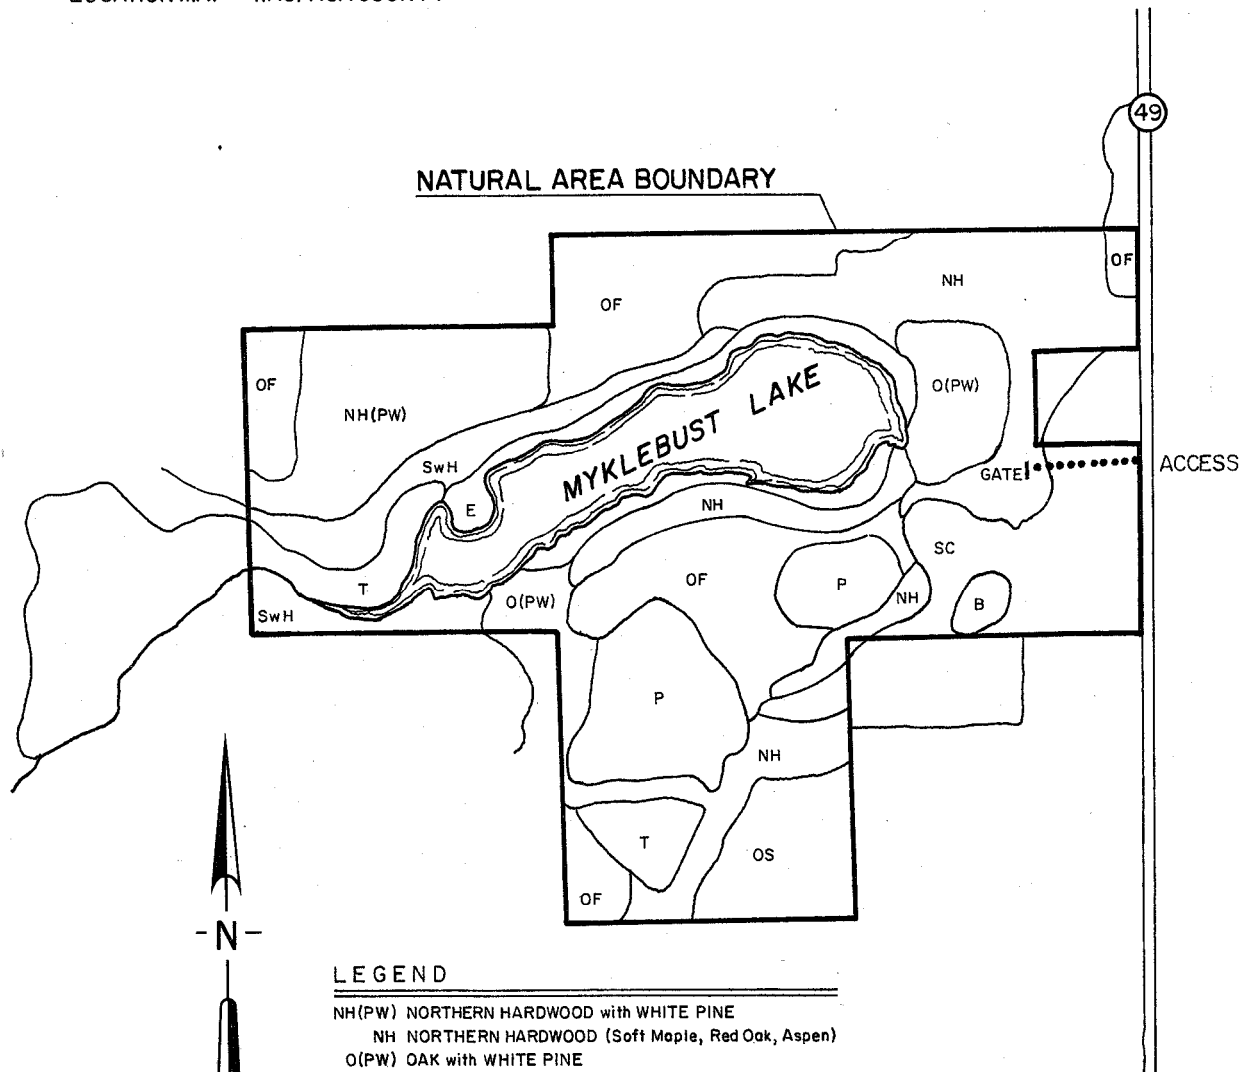 49
NATURAL AREA BOUNDARY
OF
NH
OF
OF
NH(PW)
O(PW)
MYKLEBUST LAKE
SwH
GATE
ACCESS
E
NH
SC
T
OF
P
NH
B
SwH
O(PW)
P
NH
T
OS
OF
-N-
LEGEND
NH(PW) NORTHERN HARDWOOD with WHITE PINE
NH NORTHERN HARDWOOD (Soft Maple, Red Oak, Aspen)
O(PW) OAK with WHITE PINE